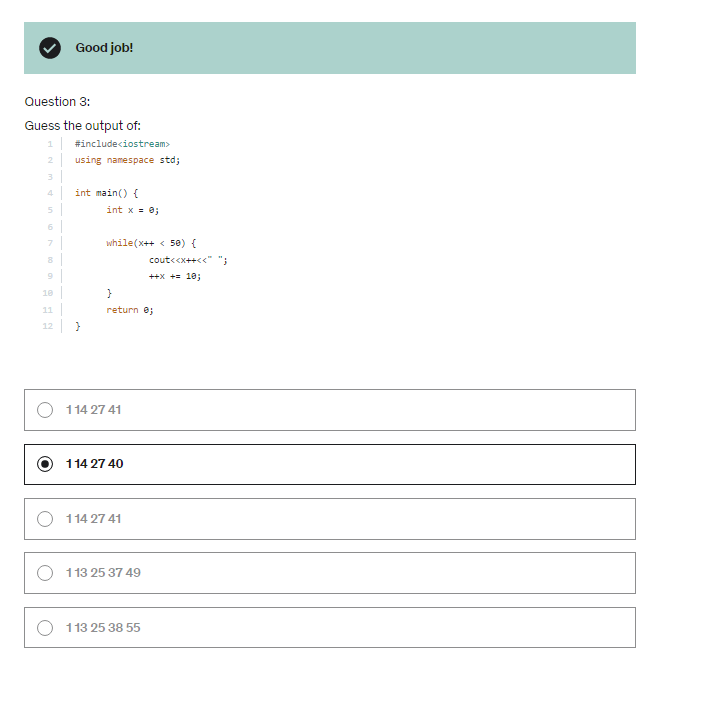 Good job!
Question 3:
Guess the output of:
1 #include<iostream>
2 using namespace std;
3
4 int main() {
5 int x = 0;
6
7 while(x++ < 50) {
8 cout<<x++<<" ";
9 ++x += 10;
10 }
11 return 0;
12 }
1 14 27 41
1 14 27 40
1 14 27 41
1 13 25 37 49
1 13 25 38 55